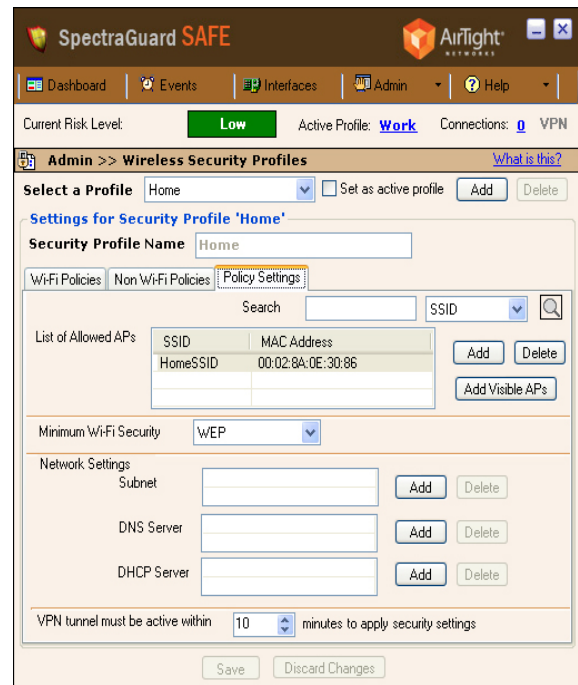 SpectraGuard SAFE
AirTight
NETWORKS
Dashboard Events Interfaces Admin Help
Current Risk Level: Low Active Profile: Work Connections: 0 VPN
Admin >> Wireless Security Profiles What is this?
Select a Profile Home Set as active profile Add Delete
Settings for Security Profile 'Home'
Security Profile Name Home
Wi-Fi Policies Non Wi-Fi Policies Policy Settings
Search SSID
List of Allowed APs SSID MAC Address
HomeSSID 00:02:8A:0E:30:86
Add Delete
Add Visible APs
Minimum Wi-Fi Security WEP
Network Settings
Subnet Add Delete
DNS Server Add Delete
DHCP Server Add Delete
VPN tunnel must be active within 10 minutes to apply security settings
Save Discard Changes